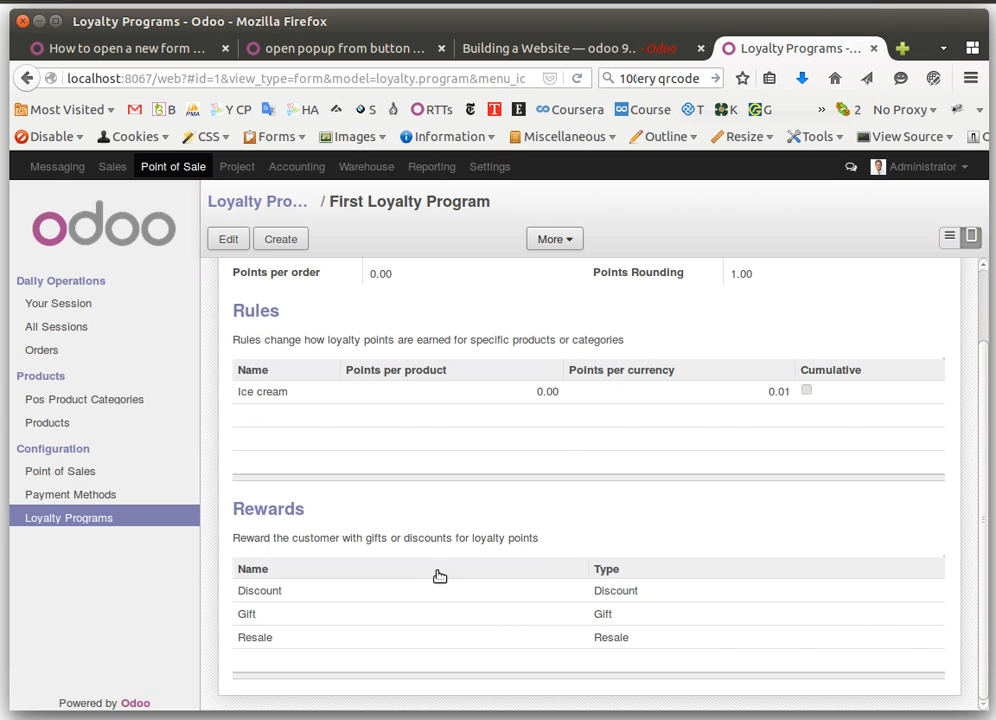 Loyalty Programs - Odoo - Mozilla Firefox
How to open a new form ...
open popup from button ...
Building a Website — odoo 9.. Odoo
Loyalty Programs -...
localhost:8067/web?#id=1&view_type=form&model=loyalty.program&menu_ic
Most Visited
B
Y CP
HA
S
RTTs
T
E
Coursera
Course
T
K
G
»
2
No Proxy
Disable
Cookies
CSS
Forms
Images
Information
Miscellaneous
Outline
Resize
Tools
View Source
Messaging
Sales
Point of Sale
Project
Accounting
Warehouse
Reporting
Settings
Administrator
odoo
Daily Operations
Your Session
All Sessions
Orders
Products
Pos Product Categories
Products
Configuration
Point of Sales
Payment Methods
Loyalty Programs
Powered by Odoo
Loyalty Pro... / First Loyalty Program
Edit
Create
More
Points per order 0.00 Points Rounding 1.00
Rules
Rules change how loyalty points are earned for specific products or categories
Name Points per product Points per currency Cumulative
Ice cream 0.00 0.01
Rewards
Reward the customer with gifts or discounts for loyalty points
Name Type
Discount Discount
Gift Gift
Resale Resale